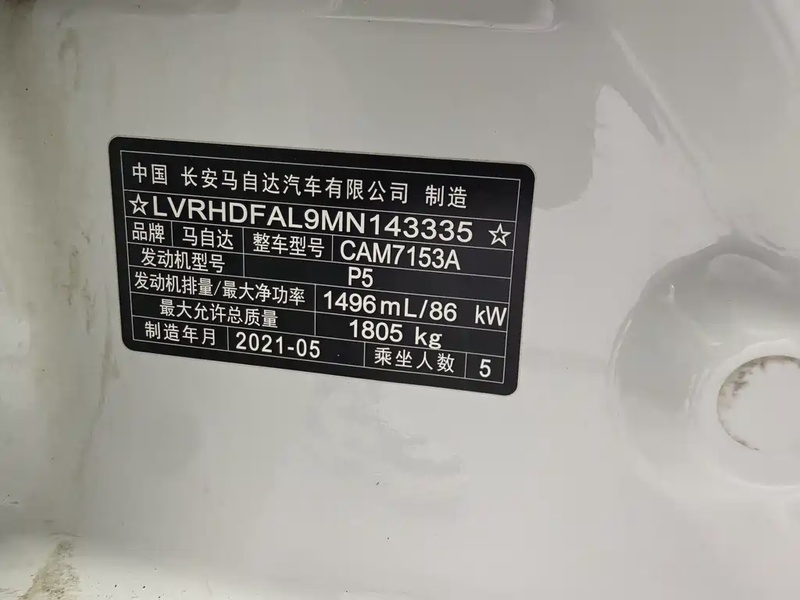 中国 长安马自达汽车有限公司 制造
☆LVRHDFAL9MN143335☆
品牌 马自达 整车型号 CAM7153A
发动机型号 P5
发动机排量/最大净功率 1496mL/86 kW
最大允许总质量 1805 kg
制造年月 2021-05 乘坐人数 5